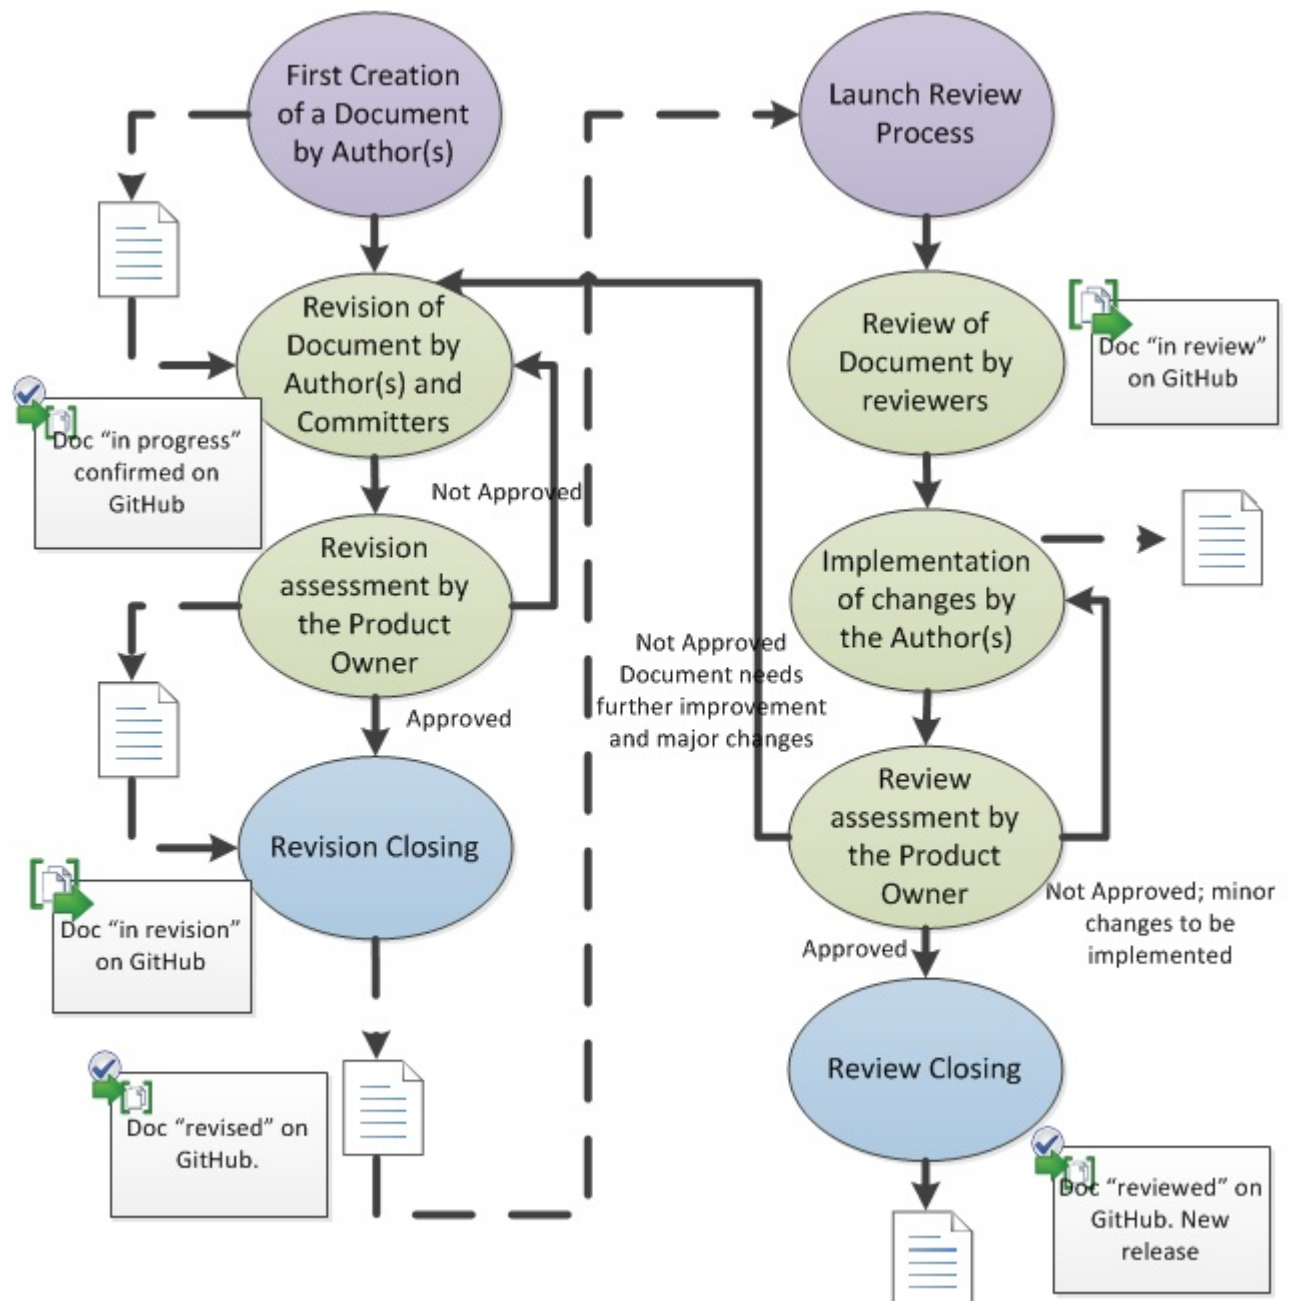 First Creation
of a Document
by Author(s)
Launch Review
Process
Revision of
Document by
Author(s) and
Committers
Review of
Document by
reviewers
Doc “in review”
on GitHub
Doc “in progress”
confirmed on
GitHub
Not Approved
Revision
assessment by
the Product
Owner
Implementation
of changes by
the Author(s)
Not Approved
Document needs
further improvement
and major changes
Approved
Revision Closing
Review
assessment by
the Product
Owner
Not Approved; minor
changes to be
implemented
Doc “in revision”
on GitHub
Approved
Review Closing
Doc “revised” on
GitHub.
Doc “reviewed” on
GitHub. New
release